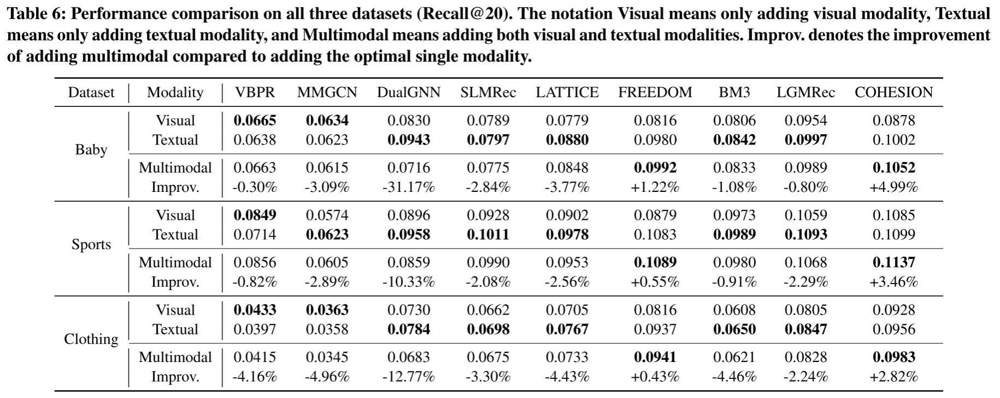 Table 6: Performance comparison on all three datasets (Recall@20). The notation Visual means only adding visual modality, Textual
means only adding textual modality, and Multimodal means adding both visual and textual modalities. Improv. denotes the improvement
of adding multimodal compared to adding the optimal single modality.
Dataset Modality VBPR MMGCN DualGNN SLMRec LATTICE FREEDOM BM3 LGMRec COHESION
Visual 0.0665 0.0634 0.0830 0.0789 0.0779 0.0816 0.0806 0.0954 0.0878
Textual 0.0638 0.0623 0.0943 0.0797 0.0880 0.0980 0.0842 0.0997 0.1002
Baby
Multimodal 0.0663 0.0615 0.0716 0.0775 0.0848 0.0992 0.0833 0.0989 0.1052
Improv. -0.30% -3.09% -31.17% -2.84% -3.77% +1.22% -1.08% -0.80% +4.99%
Visual 0.0849 0.0574 0.0896 0.0928 0.0902 0.0879 0.0973 0.1059 0.1085
Textual 0.0714 0.0623 0.0958 0.1011 0.0978 0.1083 0.0989 0.1093 0.1099
Sports
Multimodal 0.0856 0.0605 0.0859 0.0990 0.0953 0.1089 0.0980 0.1068 0.1137
Improv. -0.82% -2.89% -10.33% -2.08% -2.56% +0.55% -0.91% -2.29% +3.46%
Visual 0.0433 0.0363 0.0730 0.0662 0.0705 0.0816 0.0608 0.0805 0.0928
Textual 0.0397 0.0358 0.0784 0.0698 0.0767 0.0937 0.0650 0.0847 0.0956
Clothing
Multimodal 0.0415 0.0345 0.0683 0.0675 0.0733 0.0941 0.0621 0.0828 0.0983
Improv. -4.16% -4.96% -12.77% -3.30% -4.43% +0.43% -4.46% -2.24% +2.82%